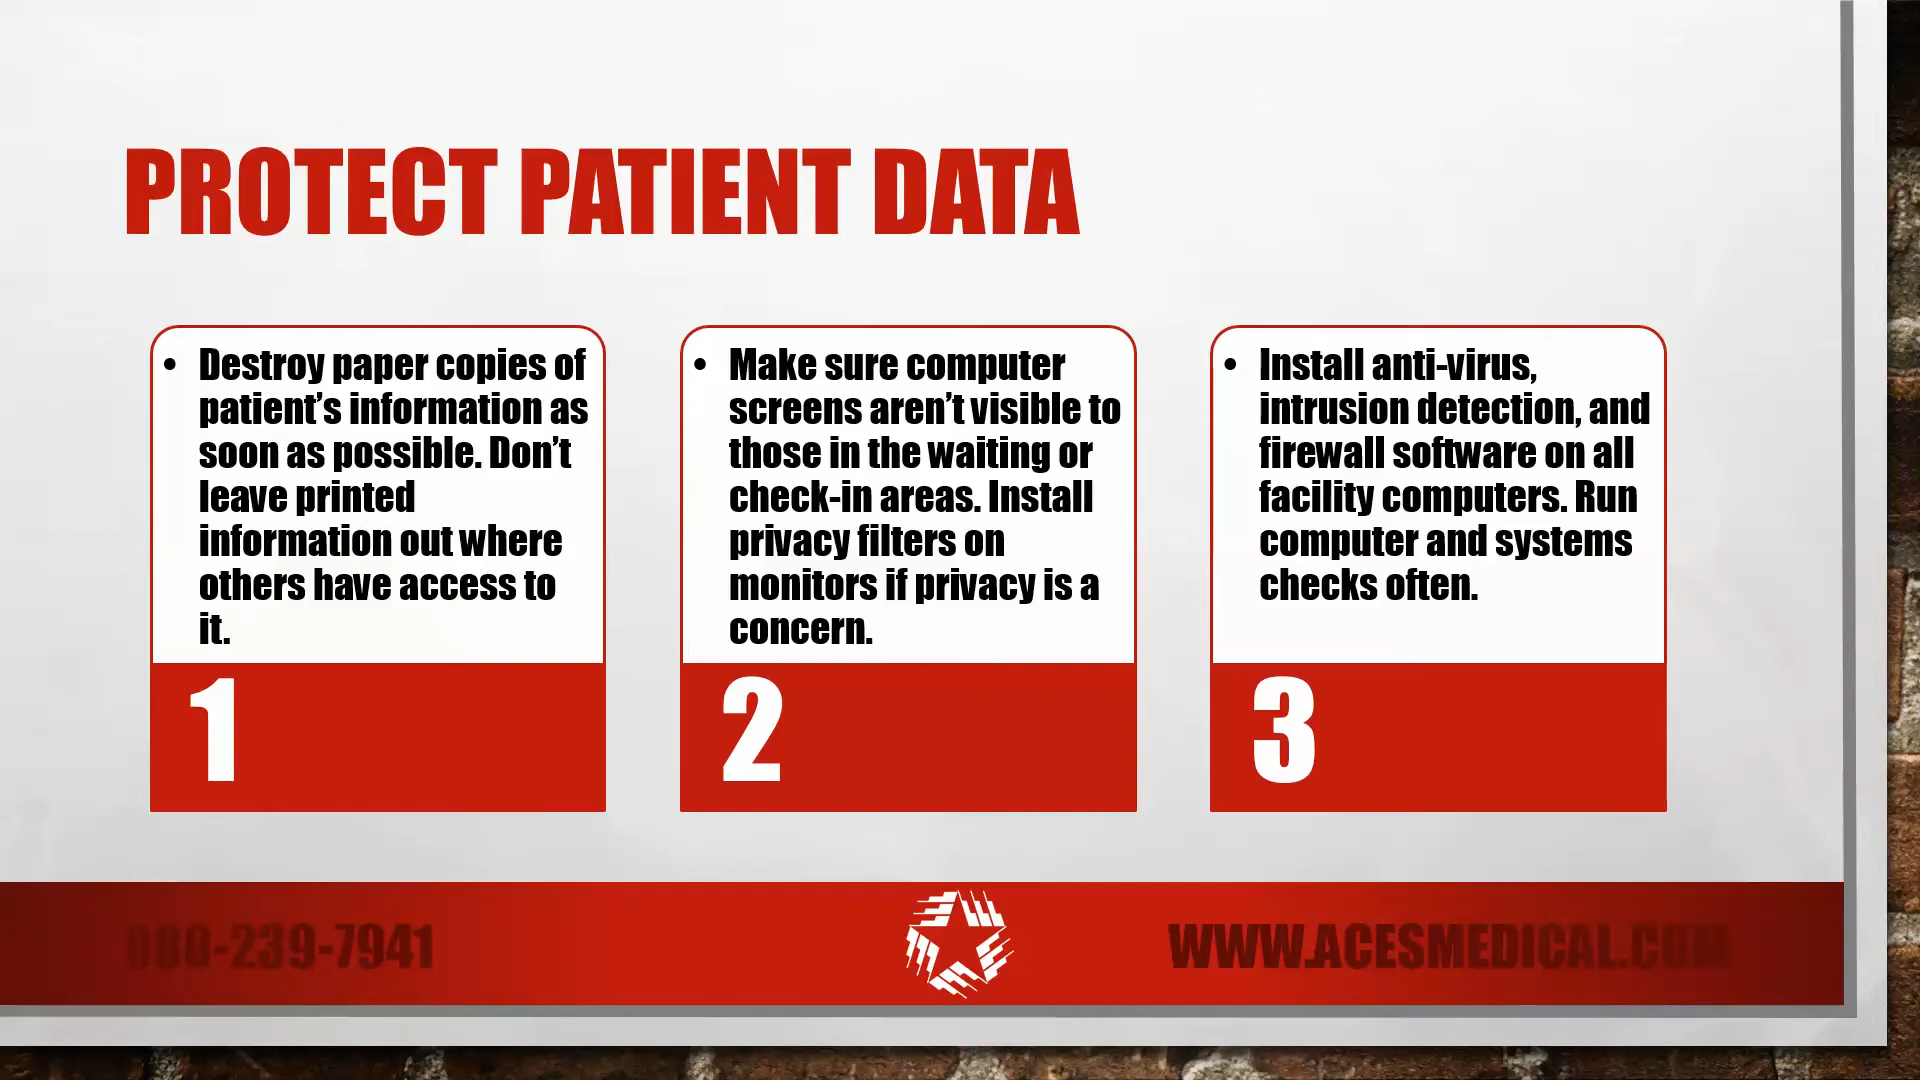 PROTECT PATIENT DATA
• Destroy paper copies of
patient’s information as
soon as possible. Don’t
leave printed
information out where
others have access to
it.
1
• Make sure computer
screens aren’t visible to
those in the waiting or
check-in areas. Install
privacy filters on
monitors if privacy is a
concern.
2
• Install anti-virus,
intrusion detection, and
firewall software on all
facility computers. Run
computer and systems
checks often.
3
WWW.ACESMEDICAL.COM